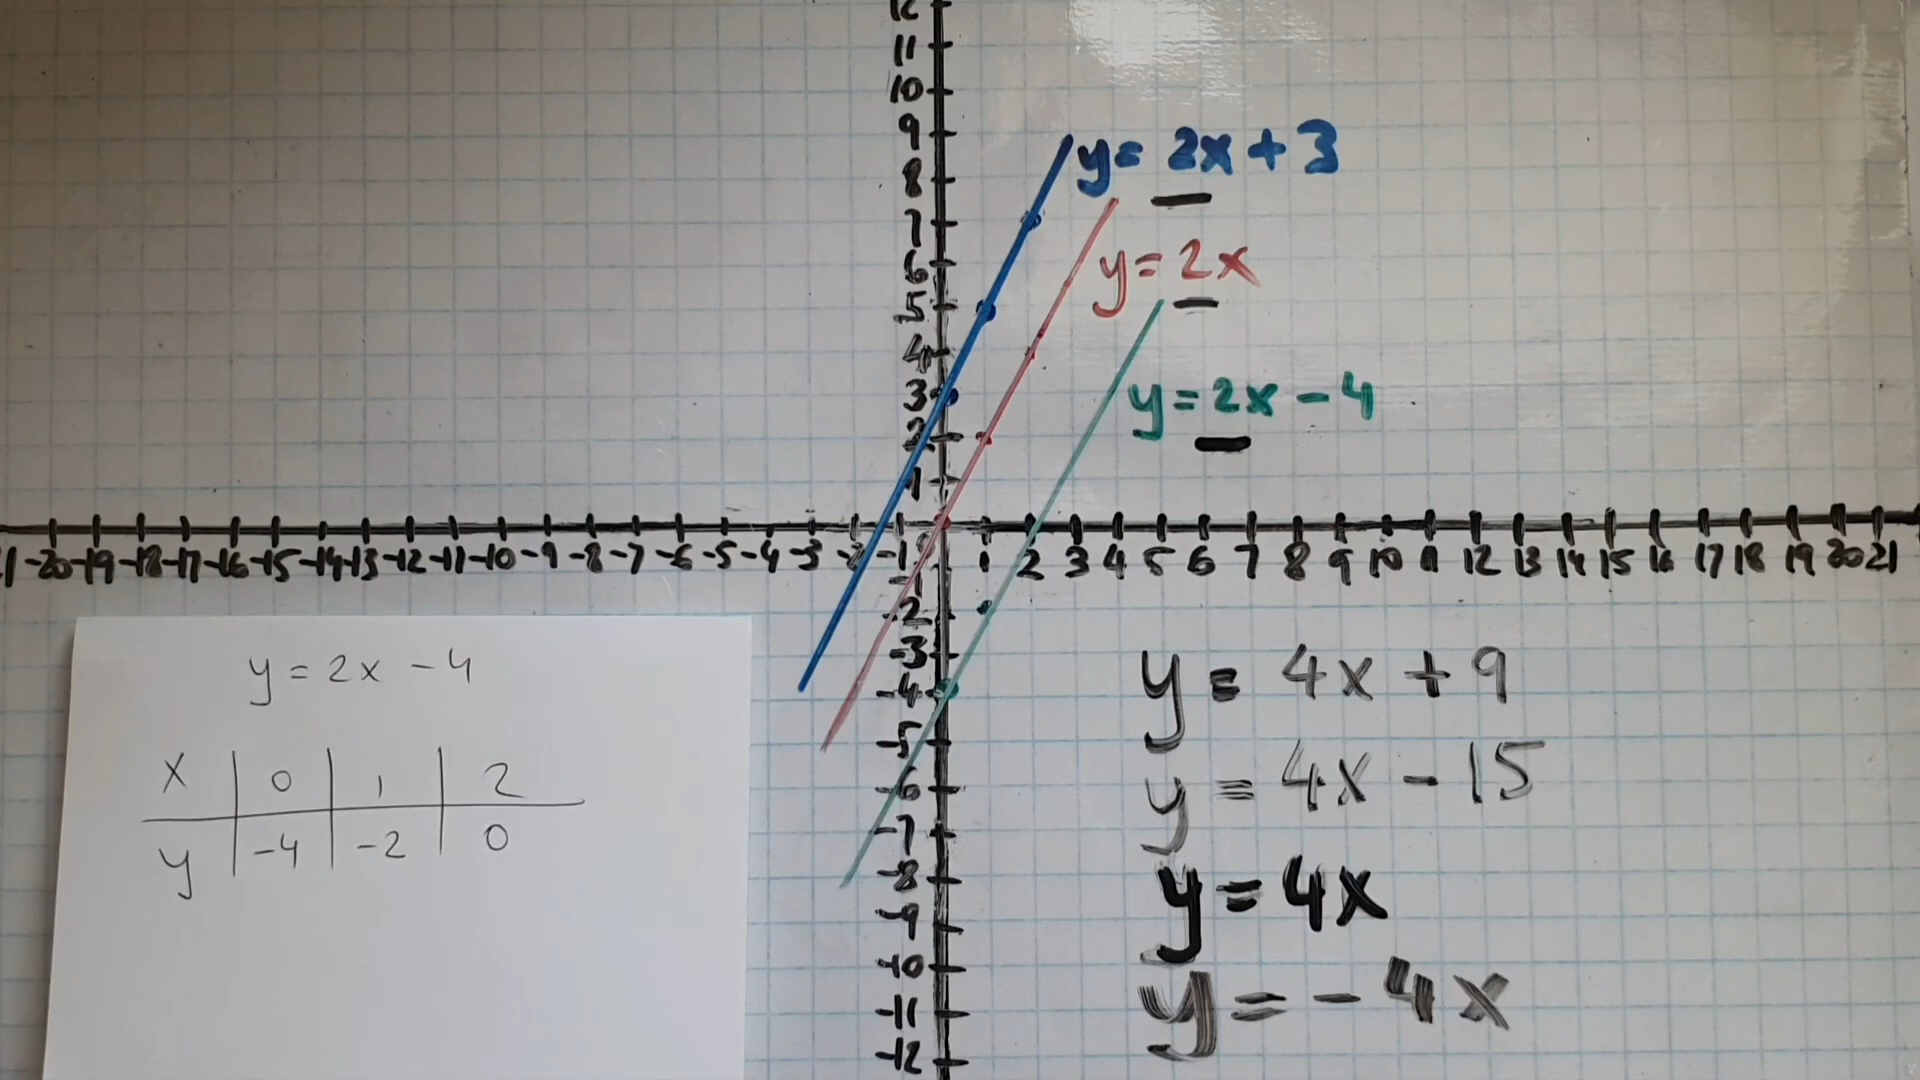 12
11
10
9
8
7
6
5
4
3
2
1
y = 2x + 3
y = 2x
y = 2x - 4
-20 -19 -18 -17 -16 -15 -14 -13 -12 -11 -10 -9 -8 -7 -6 -5 -4 -3 -2 -1 1 2 3 4 5 6 7 8 9 10 11 12 13 14 15 16 17 18 19 20 21
-1
-2
-3
-4
-5
-6
-7
-8
-9
-10
-11
-12
y = 2x - 4
x 0 1 2
y -4 -2 0
y = 4x + 9
y = 4x - 15
y = 4x
y = - 4x